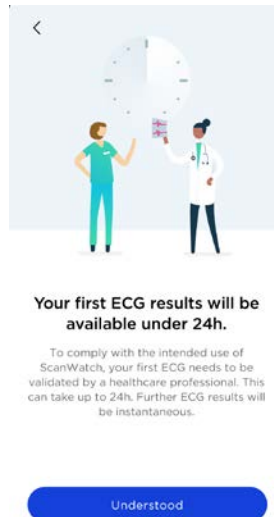 Your first ECG results will be
available under 24h.
To comply with the intended use of
ScanWatch, your first ECG needs to be
validated by a healthcare professional. This
can take up to 24h. Further ECG results will
be instantaneous.
Understood